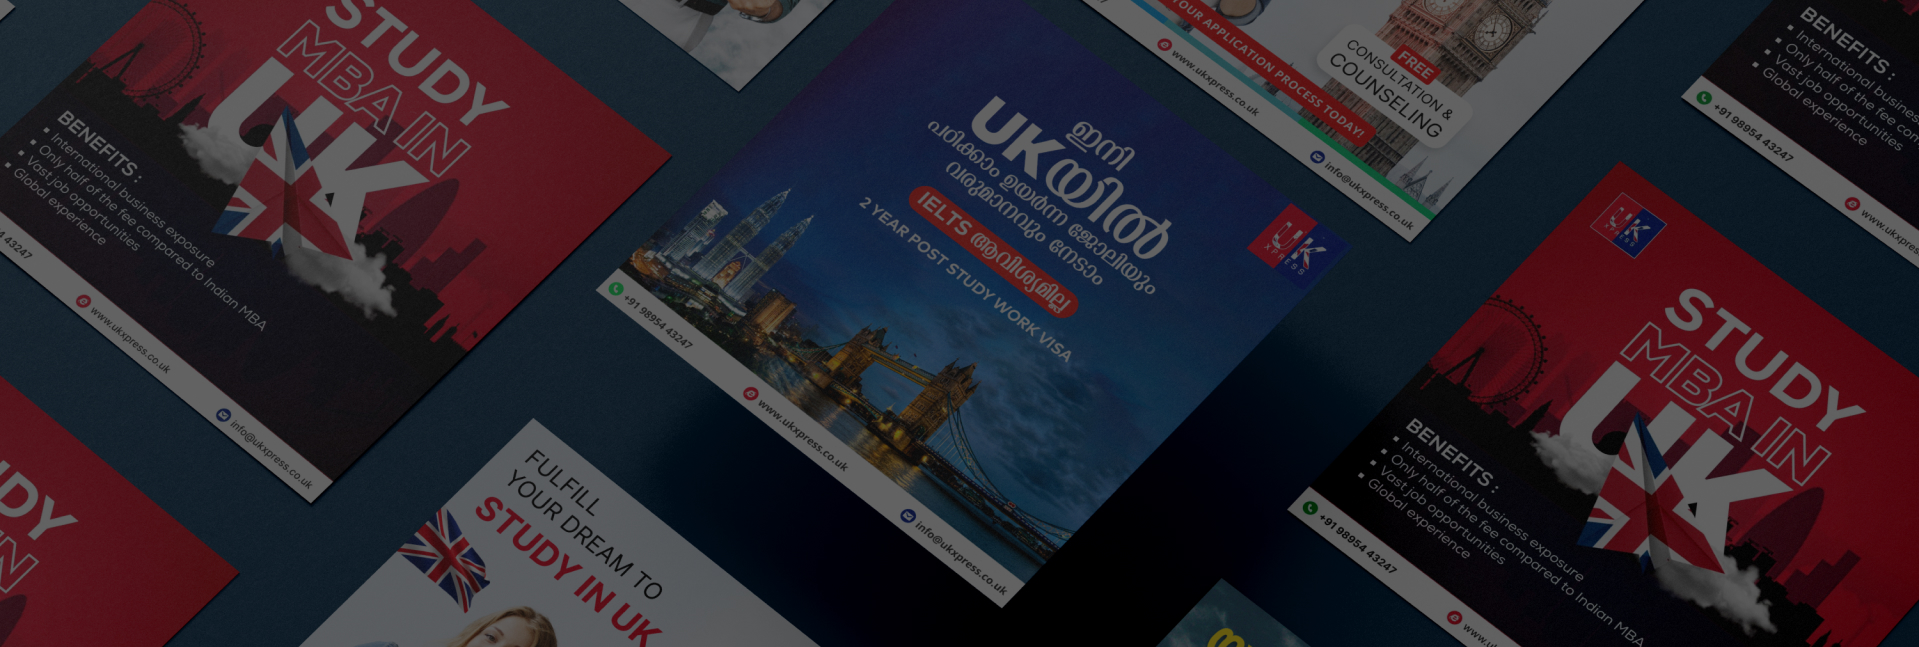 STUDY
MBA IN
UK
BENEFITS :
International business exposure
Only half of the fee compared to Indian MBA
Vast job opportunities
Global experience
43247
www.ukxpress.co.uk
info@ukxpress.co.uk
ഇനി
UKയിൽ
പഠിക്കാം ഉയർന്ന ജോലിയും
വരുമാനവും നേടാം
IELTS ആവിശ്യമില്ല
2 YEAR POST STUDY WORK VISA
UK
XPRESS
+91 98954 43247
www.ukxpress.co.uk
info@ukxpress.co.uk
YOUR APPLICATION PROCESS TODAY!
FREE
CONSULTATION &
COUNSELING
www.ukxpress.co.uk
info@ukxpress.co.uk
BENEFITS :
International busines
Only half of the fee com
Vast job opportunities
Global experience
+91 98954 43247
www.ukxpres
UK
XPRESS
STUDY
MBA IN
UK
BENEFITS :
International business exposure
Only half of the fee compared to Indian MBA
Vast job opportunities
Global experience
+91 98954 43247
www.ukxpress
FULFILL
YOUR DREAM TO
STUDY IN UK
UDY